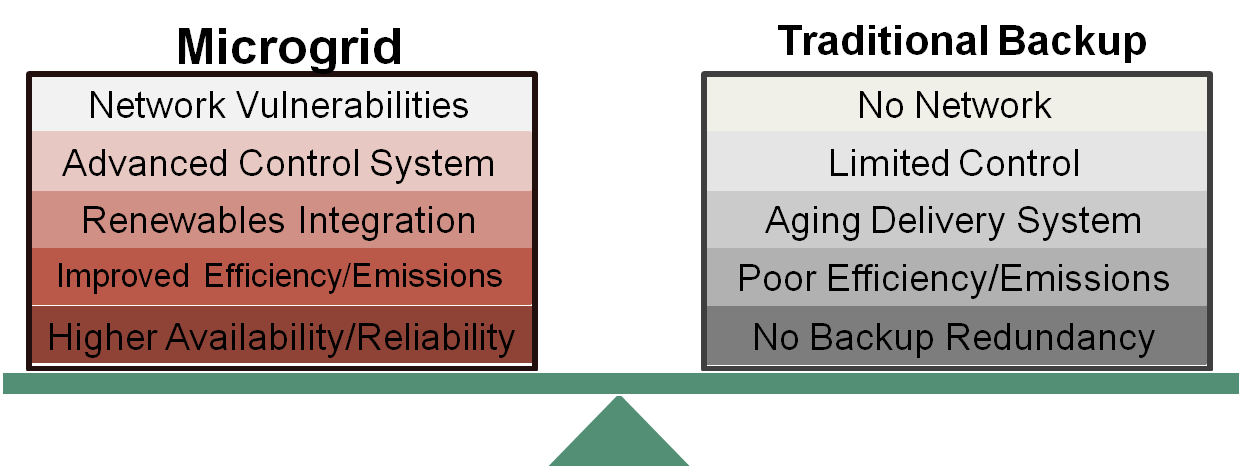 Microgrid
Network Vulnerabilities
Advanced Control System
Renewables Integration
Improved Efficiency/Emissions
Higher Availability/Reliability
Traditional Backup
No Network
Limited Control
Aging Delivery System
Poor Efficiency/Emissions
No Backup Redundancy